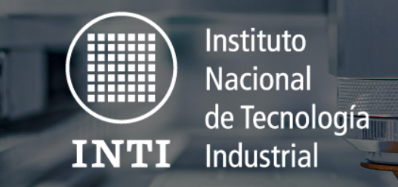 INTI
Instituto
Nacional
de Tecnología
Industrial